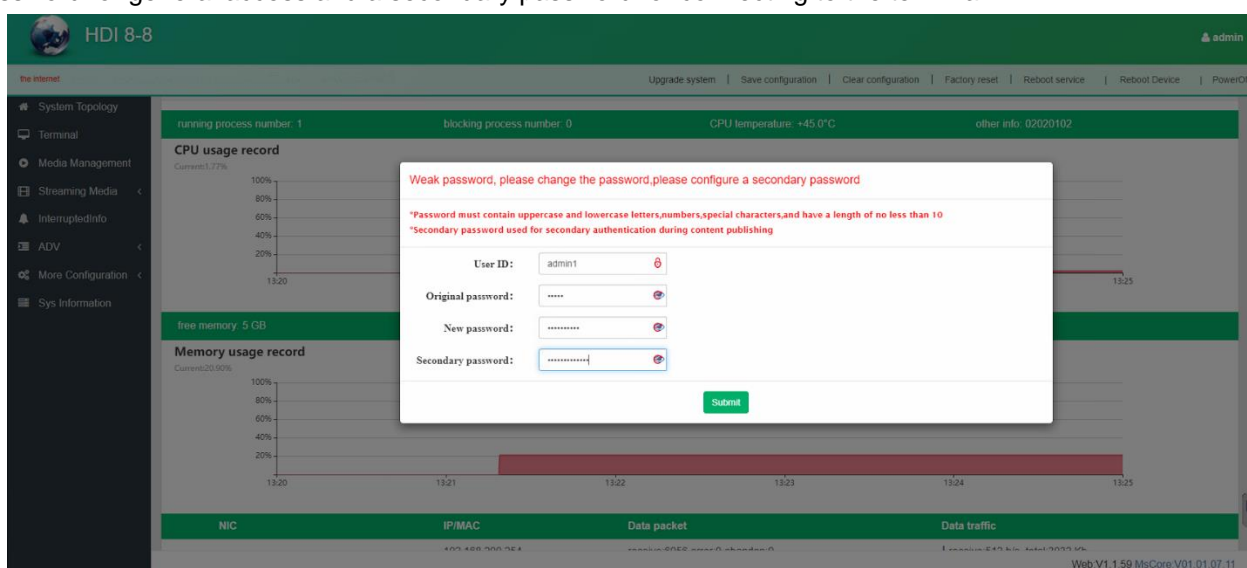 HDI 8-8
admin
the internet
Upgrade system | Save configuration | Clear configuration | Factory reset | Reboot service | Reboot Device |
System Topology
Terminal
Media Management
Streaming Media
InterruptedInfo
ADV
More Configuration
Sys Information
running process number: 1 blocking process number: 0 CPU temperature: +45.0°C other info: 02020102
CPU usage record
Current:1.77%
100%
80%
60%
40%
20%
13:20 13:25
Weak password, please change the password,please configure a secondary password
*Password must contain uppercase and lowercase letters,numbers,special characters,and have a length of no less than 10
*Secondary password used for secondary authentication during content publishing
User ID: admin1
Original password: •••••
New password: ••••••••••
Secondary password: •••••••••••••
Submit
free memory: 5 GB
Memory usage record
Current:20.90%
100%
80%
60%
40%
20%
13:20 13:21 13:22 13:23 13:24 13:25
NIC IP/MAC Data packet Data traffic
Web:V1.1.59 MsCore:V01.01.07.11